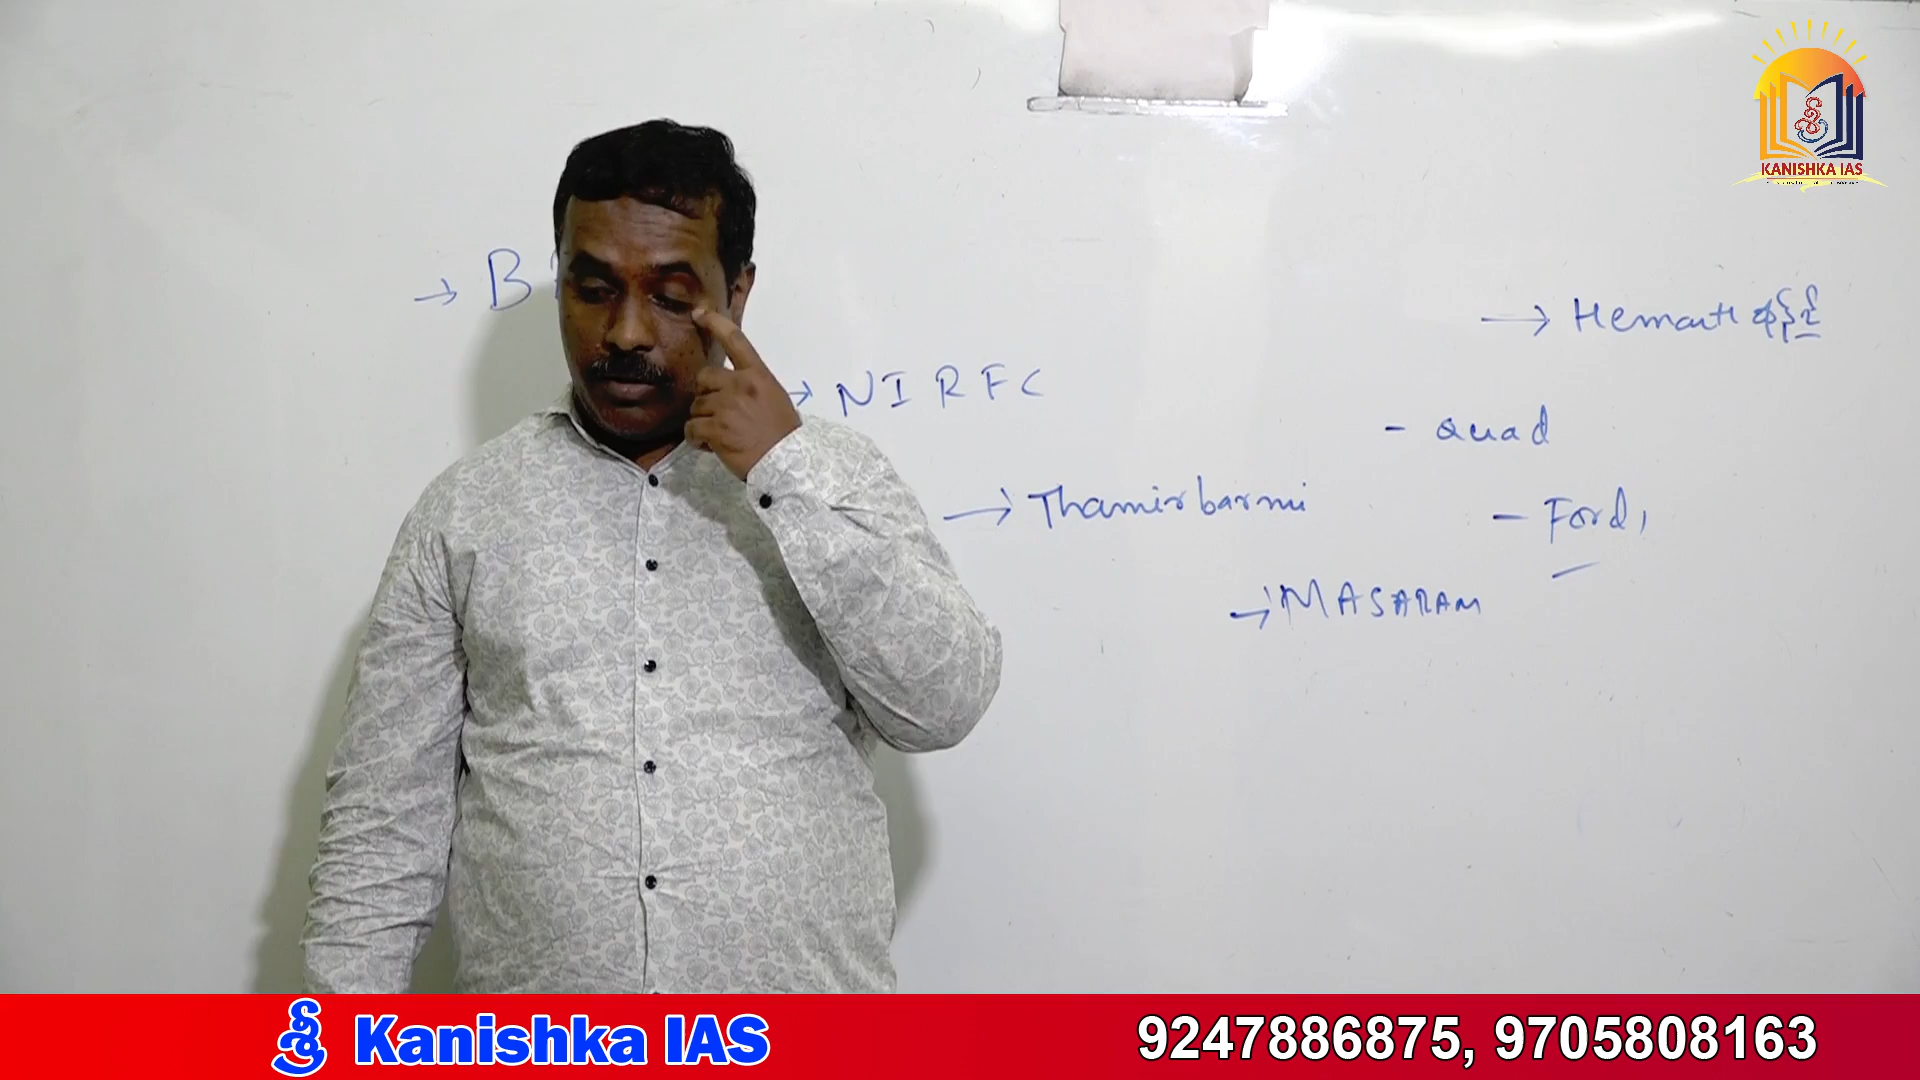 KANISHKA IAS
→ B
→ Hemanth
→ NIRFC
- Quad
→ Thamirbarni
- Ford,
→ MASARAM
శ్రీ Kanishka IAS
9247886875, 9705808163